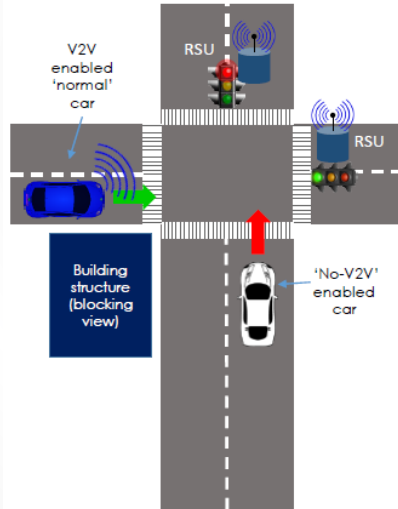 V2V
enabled
‘normal’
car
RSU
RSU
Building
structure
(blocking
view)
‘No-V2V’
enabled
car